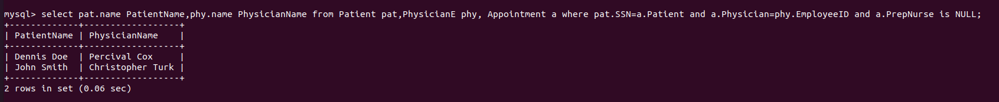 mysql> select pat.name PatientName,phy.name PhysicianName from Patient pat,PhysicianE phy, Appointment a where pat.SSN=a.Patient and a.Physician=phy.EmployeeID and a.PrepNurse is NULL;
+-------------+------------------+
| PatientName | PhysicianName    |
+-------------+------------------+
| Dennis Doe  | Percival Cox     |
| John Smith  | Christopher Turk |
+-------------+------------------+
2 rows in set (0.06 sec)